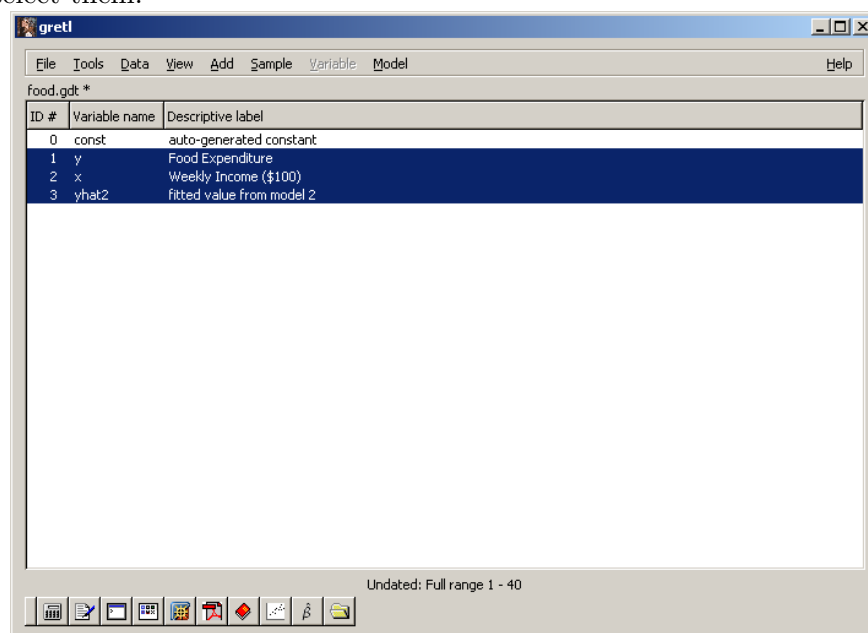 select them.
gretl
File Tools Data View Add Sample Variable Model Help
food.gdt *
ID # Variable name Descriptive label
0 const auto-generated constant
1 y Food Expenditure
2 x Weekly Income ($100)
3 yhat2 fitted value from model 2
Undated: Full range 1 - 40
β̂